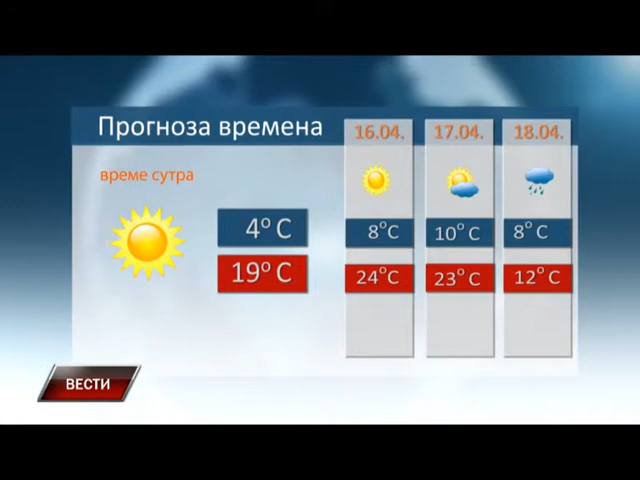 Прогноза времена
време сутра
4°C
19°C
16.04.
17.04.
18.04.
8°C
10°C
8°C
24°C
23°C
12°C
ВЕСТИ